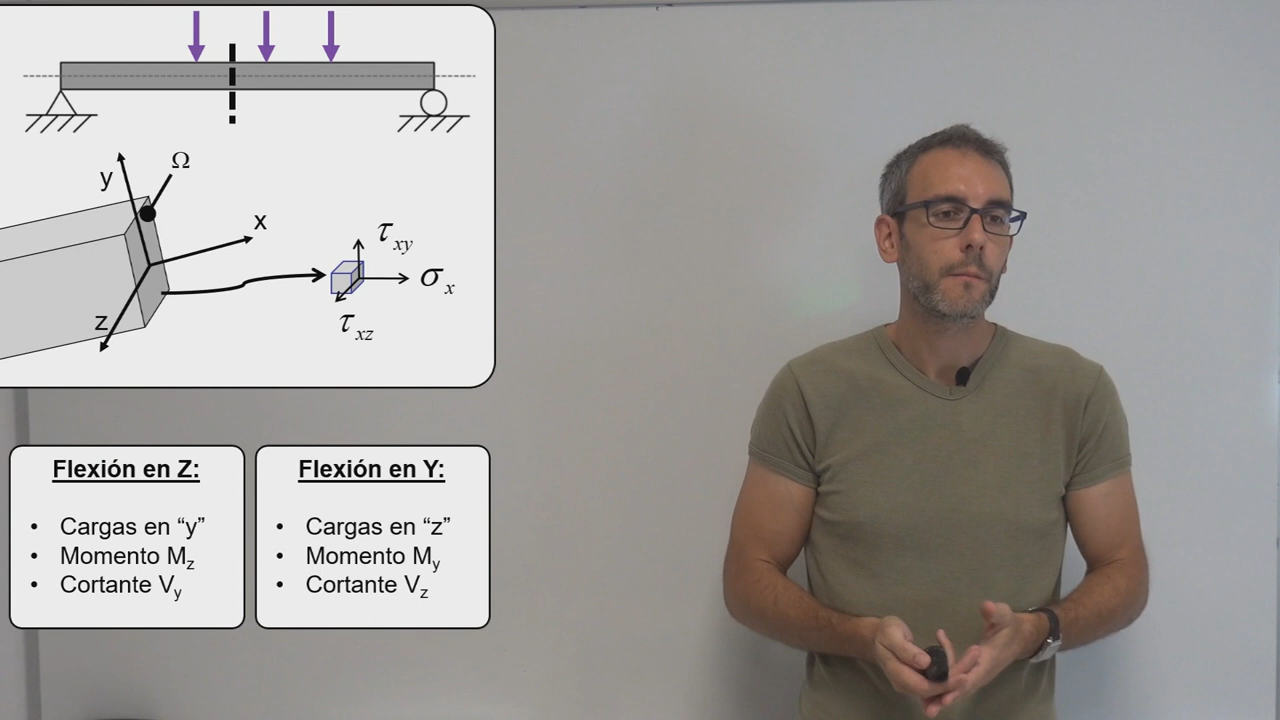 Ω
y
x
z
τxy
σx
τxz
Flexión en Z:
• Cargas en “y”
• Momento Mz
• Cortante Vy
Flexión en Y:
• Cargas en “z”
• Momento My
• Cortante Vz